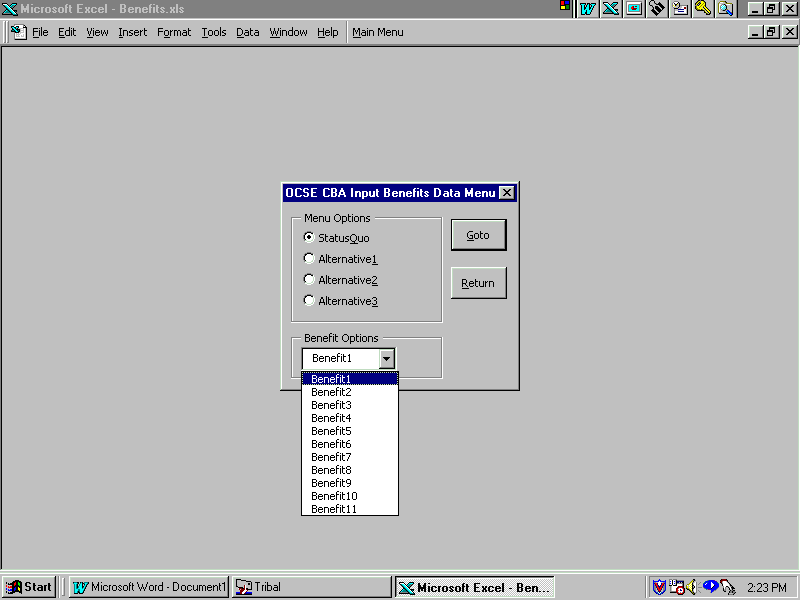 Microsoft Excel - Benefits.xls
File Edit View Insert Format Tools Data Window Help Main Menu
OCSE CBA Input Benefits Data Menu
Menu Options
StatusQuo
Alternative1
Alternative2
Alternative3
Goto
Return
Benefit Options
Benefit1
Benefit1
Benefit2
Benefit3
Benefit4
Benefit5
Benefit6
Benefit7
Benefit8
Benefit9
Benefit10
Benefit11
Start Microsoft Word - Document1 Tribal Microsoft Excel - Ben... 2:23 PM